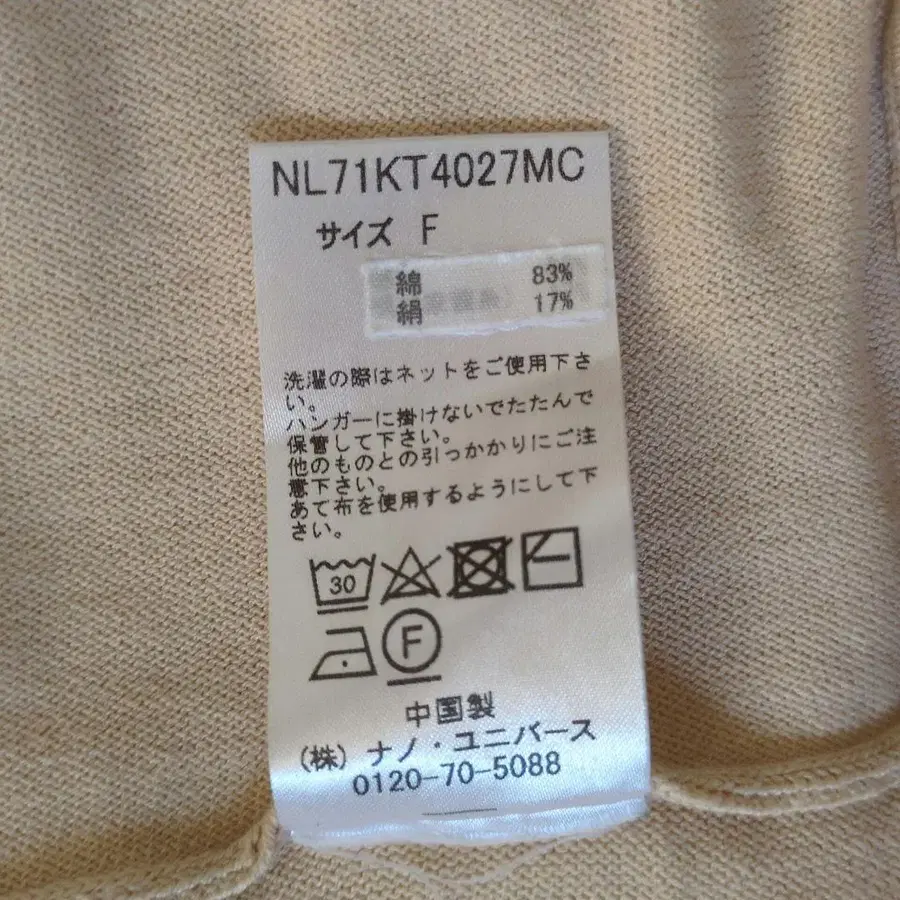 NL71KT4027MC
サイズ F
綿 83%
絹 17%
洗濯の際はネットをご使用下さ
い。
ハンガーに掛けないでたたんで
保管して下さい。
他のものとの引っかかりにご注
意下さい。
あて布を使用するようにして下
さい。
30
F
中国製
(株) ナノ・ユニバース
0120-70-5088